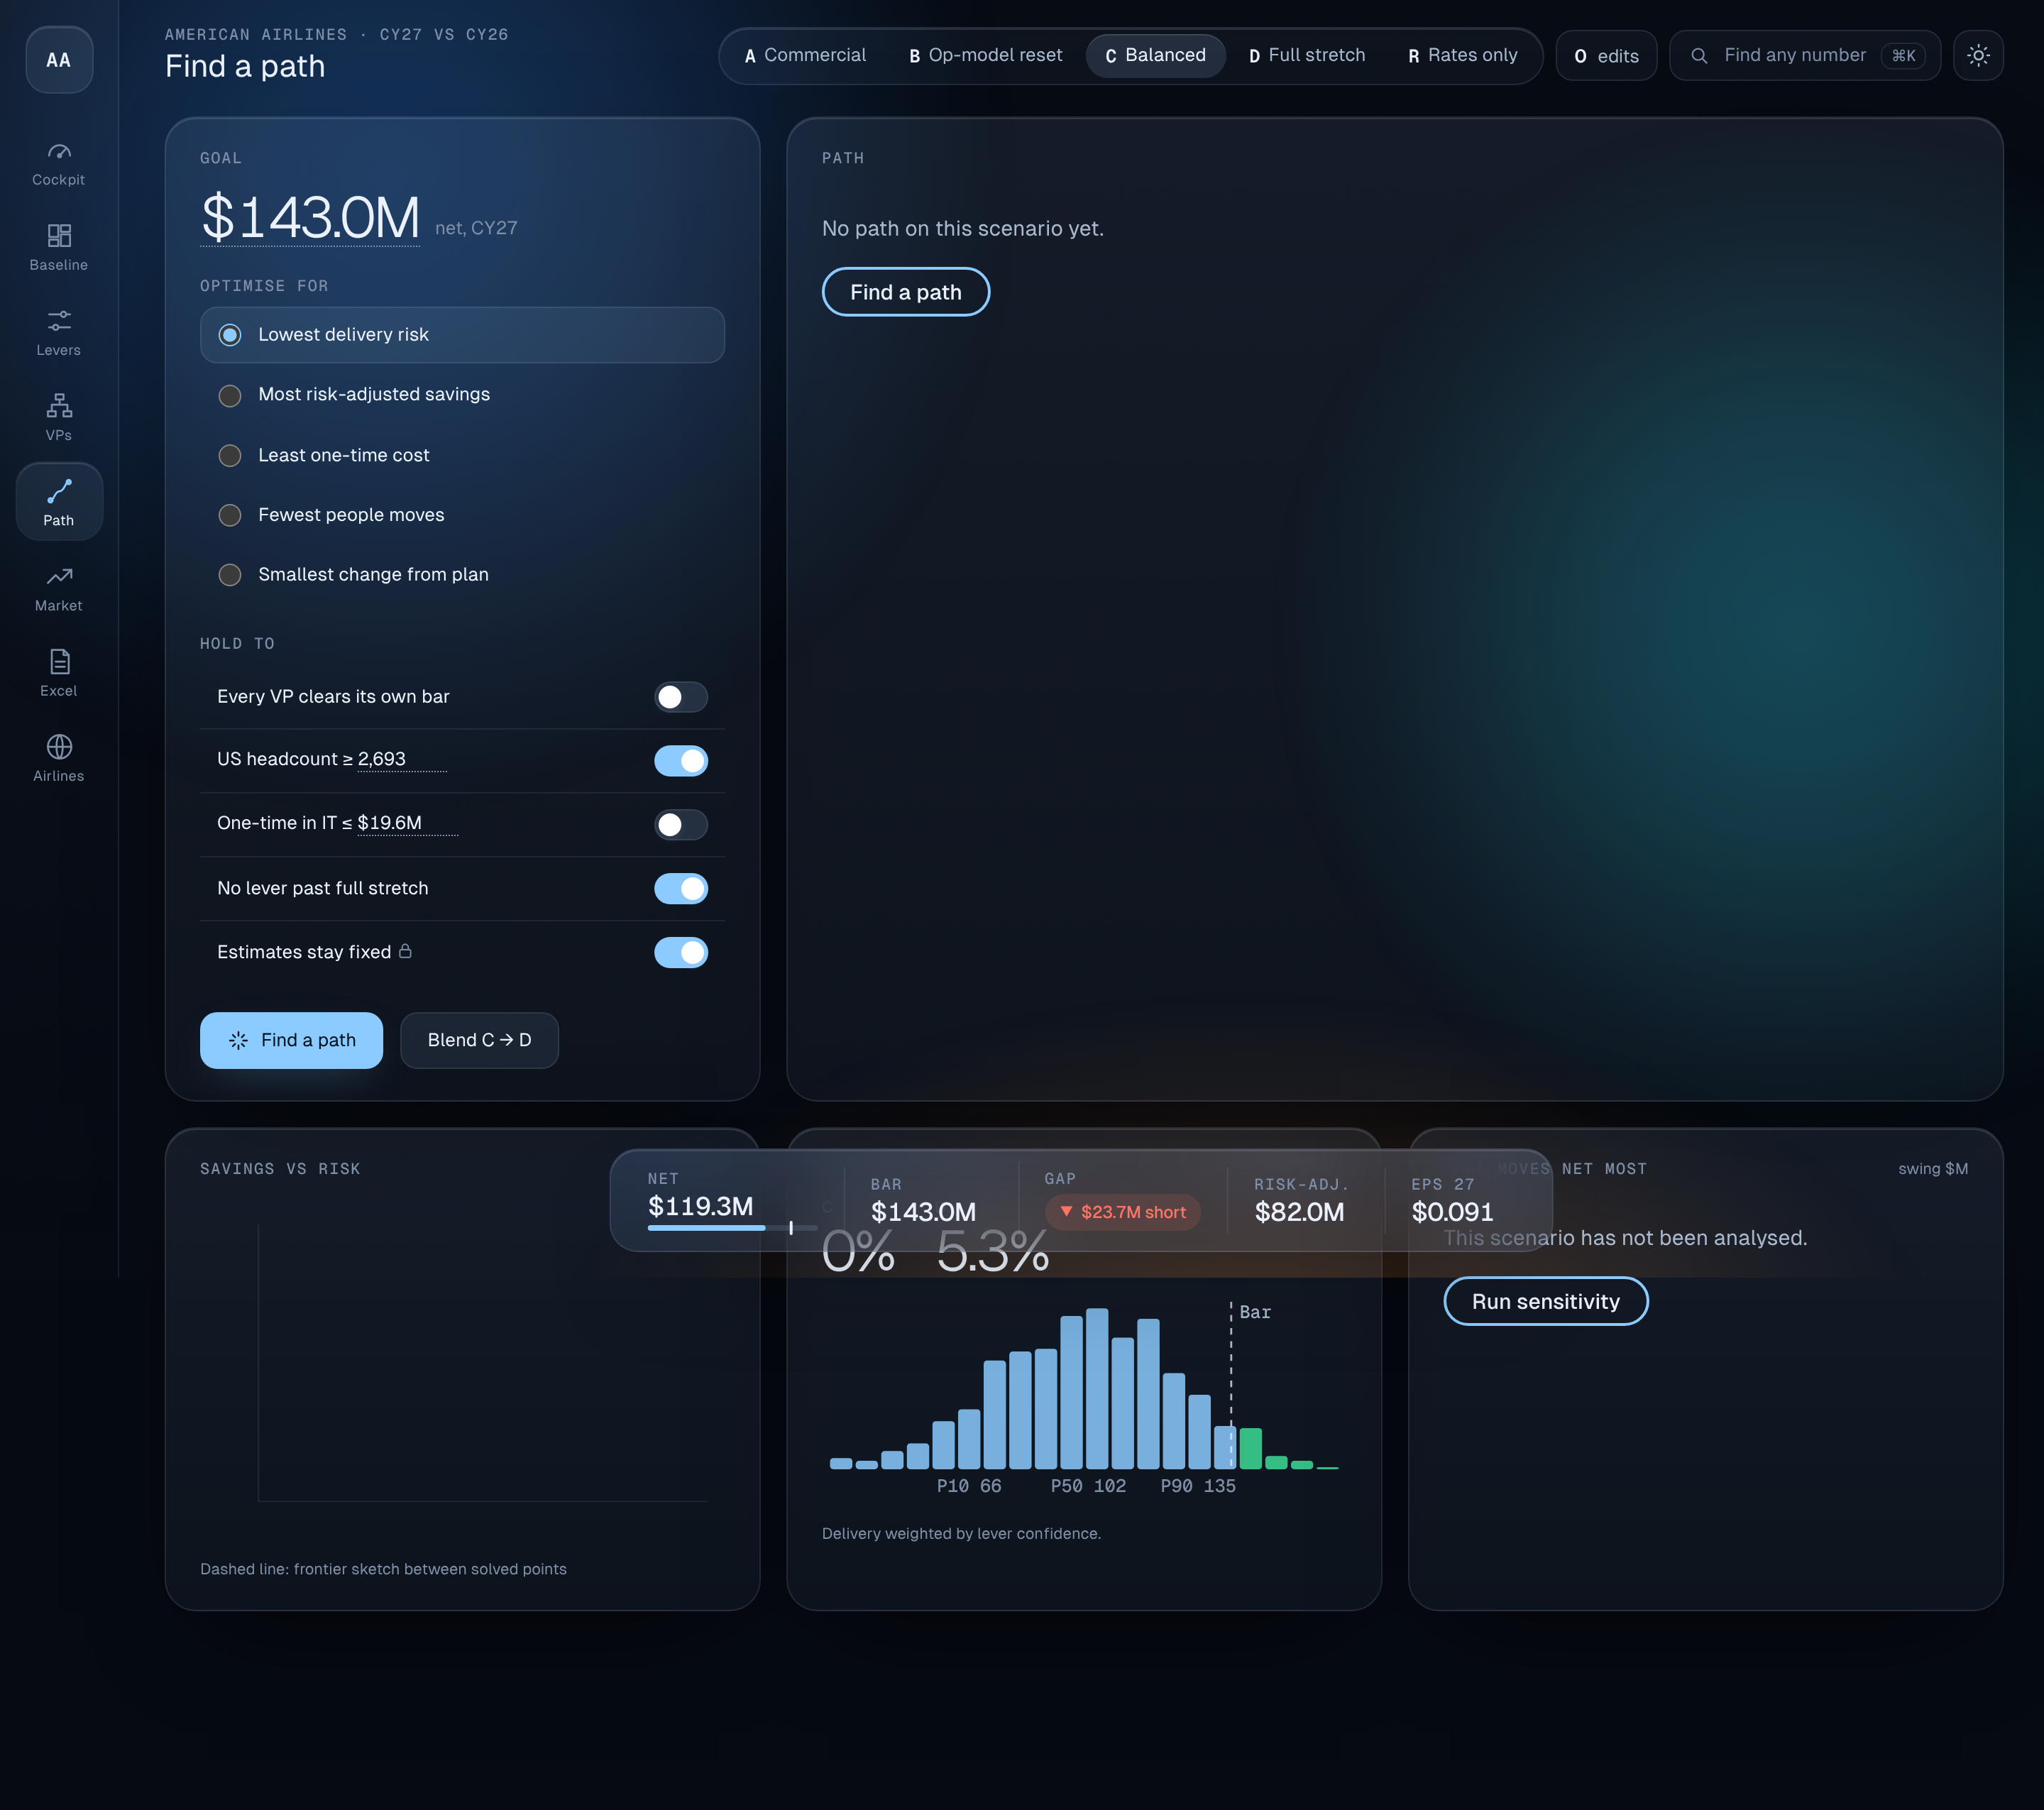 AA
AMERICAN AIRLINES · CY27 VS CY26
Find a path
A Commercial
B Op-model reset
C Balanced
D Full stretch
R Rates only
0 edits
Find any number ⌘K
Cockpit
Baseline
Levers
VPs
Path
Market
Excel
Airlines
GOAL
$143.0M net, CY27
OPTIMISE FOR
Lowest delivery risk
Most risk-adjusted savings
Least one-time cost
Fewest people moves
Smallest change from plan
HOLD TO
Every VP clears its own bar
US headcount ≥ 2,693
One-time in IT ≤ $19.6M
No lever past full stretch
Estimates stay fixed
Find a path
Blend C → D
PATH
No path on this scenario yet.
Find a path
SAVINGS VS RISK
Dashed line: frontier sketch between solved points
NET
$119.3M
BAR
$143.0M
GAP
▼ $23.7M short
RISK-ADJ.
$82.0M
EPS 27
$0.091
C
0% 5.3%
Bar
P10 66
P50 102
P90 135
Delivery weighted by lever confidence.
MOVES NET MOST
swing $M
This scenario has not been analysed.
Run sensitivity